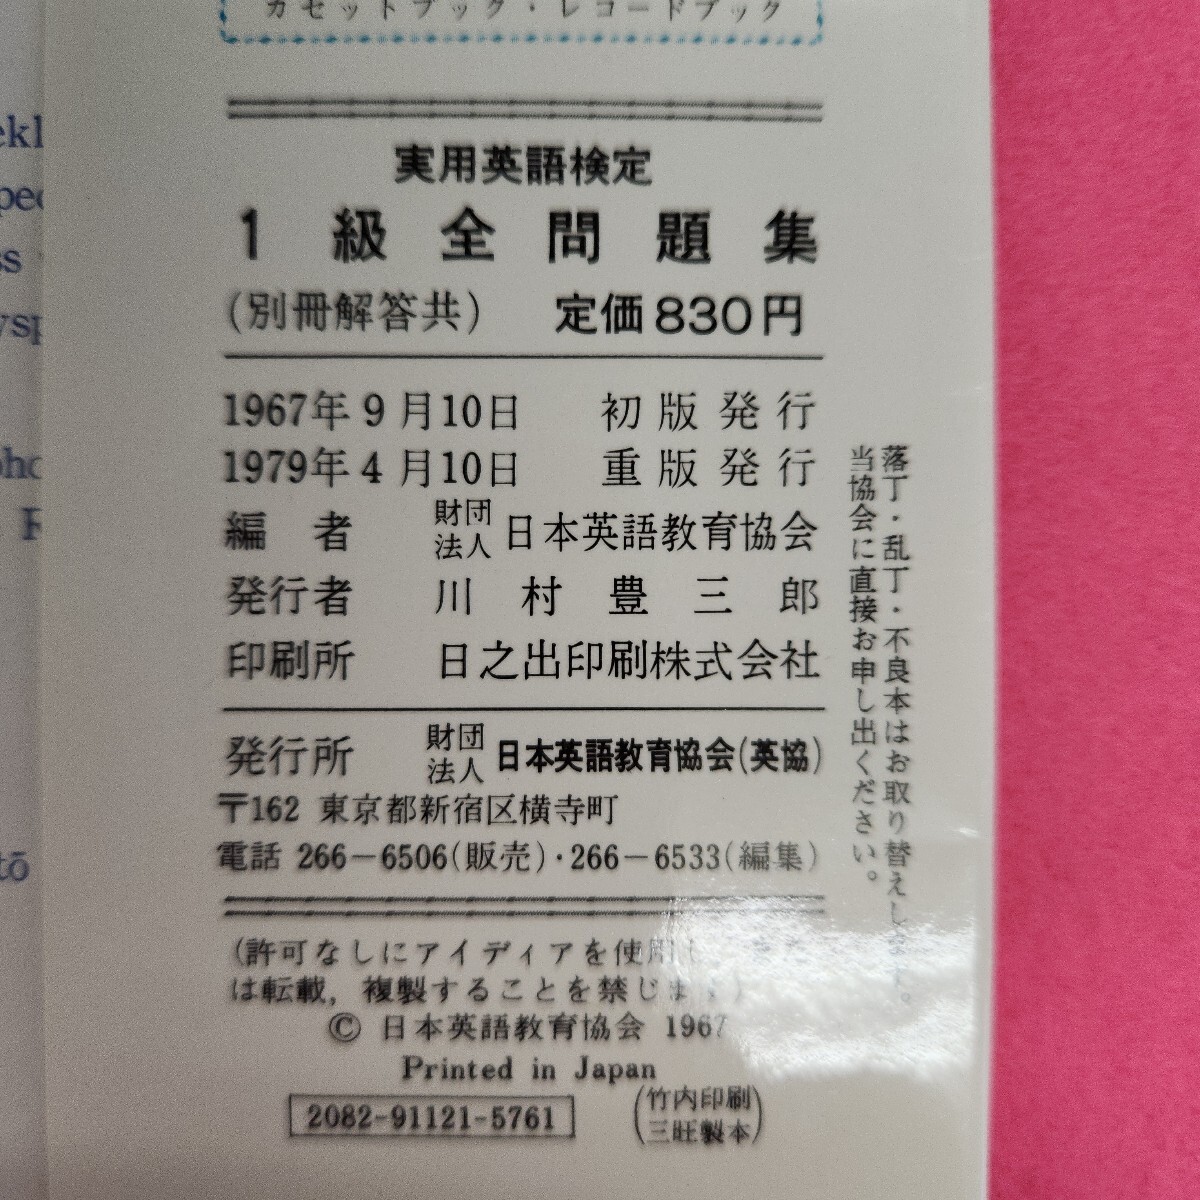 カセットブック・レコードブック
実用英語検定
1級全問題集
(別冊解答共) 定価830円
1967年9月10日 初版発行
1979年4月10日 重版発行
編者 財団法人 日本英語教育協会
発行者 川村豊三郎
印刷所 日之出印刷株式会社
発行所 財団法人 日本英語教育協会(英協)
〒162 東京都新宿区横寺町
電話 266-6506(販売)・266-6533(編集)
(許可なしにアイディアを使用し
は転載，複製することを禁じます)
© 日本英語教育協会 1967
Printed in Japan
2082-91121-5761
(竹内印刷
三旺製本)
落丁・乱丁・不良本はお取り替えします。
当協会に直接お申し出ください。